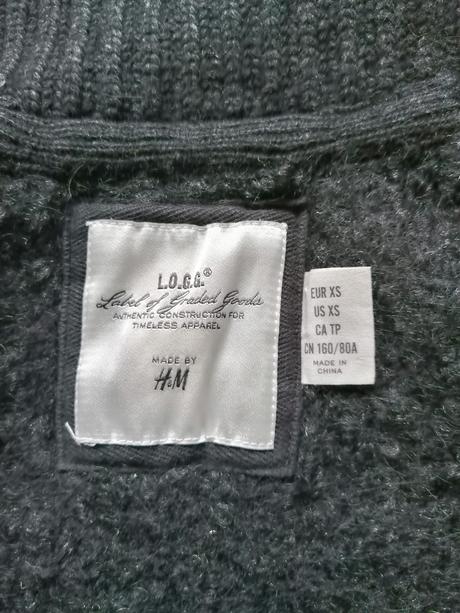 L.O.G.G.®
Label of Graded Goods
AUTHENTIC CONSTRUCTION FOR
TIMELESS APPAREL
MADE BY
H&M
EUR XS
US XS
CA TP
CN 160/80A
MADE IN
CHINA